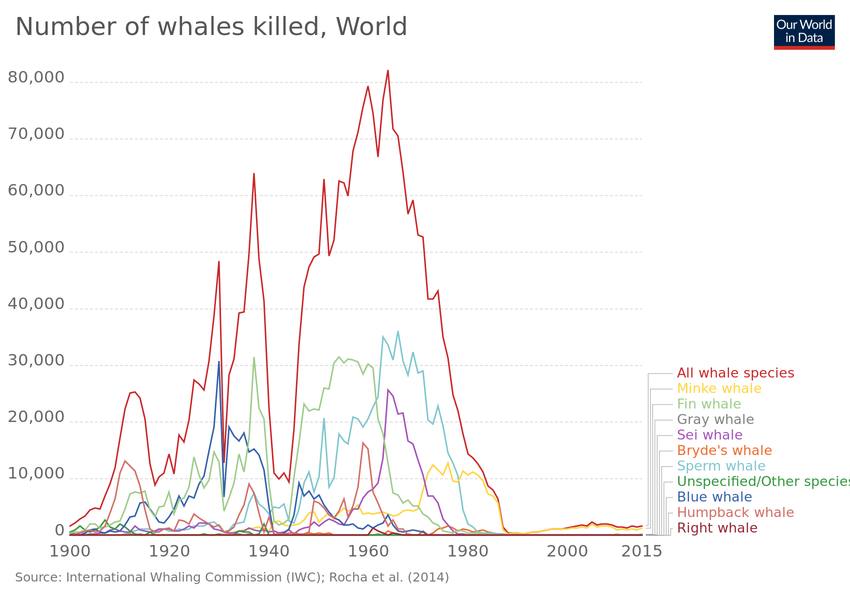 Number of whales killed, World
Our World
in Data
80,000
70,000
60,000
50,000
40,000
30,000
20,000
10,000
0
1900
1920
1940
1960
1980
2000
2015
All whale species
Minke whale
Fin whale
Gray whale
Sei whale
Bryde's whale
Sperm whale
Unspecified/Other species
Blue whale
Humpback whale
Right whale
Source: International Whaling Commission (IWC); Rocha et al. (2014)